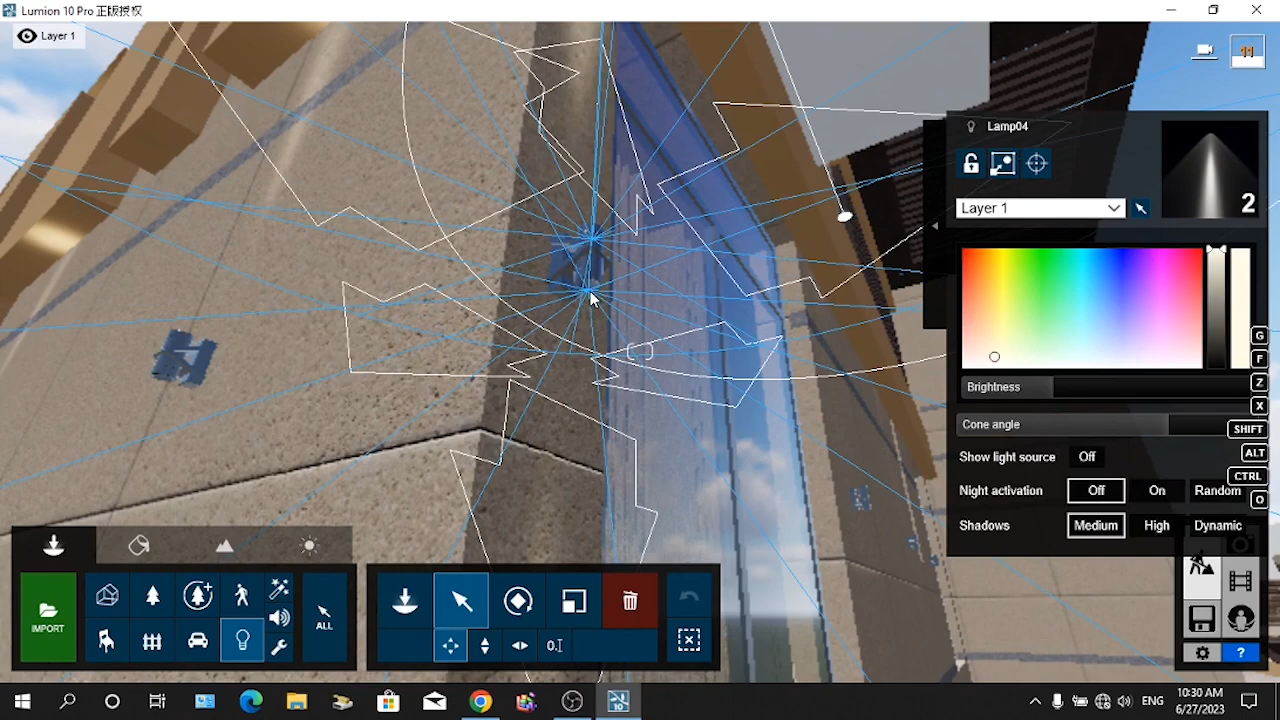 Lumion 10 Pro 正版授权
Layer 1
Lamp04
Layer 1
2
G
F
Brightness
Z
X
Cone angle
SHIFT
Show light source Off
ALT
CTRL
Night activation Off On Random
O
Shadows Medium High Dynamic
IMPORT
ALL
?
10
ENG
10:30 AM
6/27/2023